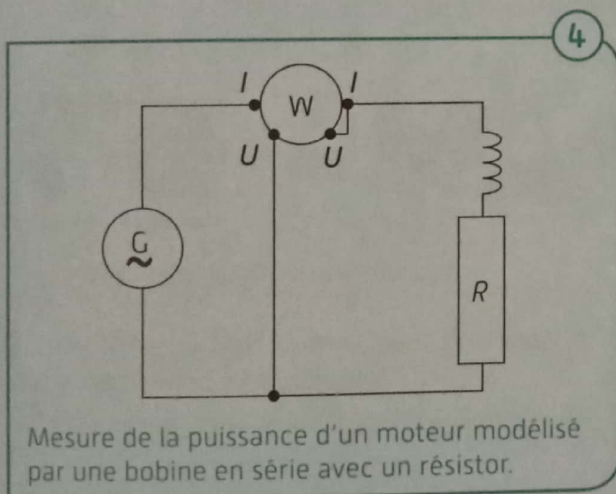 4
I W I
U U
G
~
R
Mesure de la puissance d'un moteur modélisé
par une bobine en série avec un résistor.